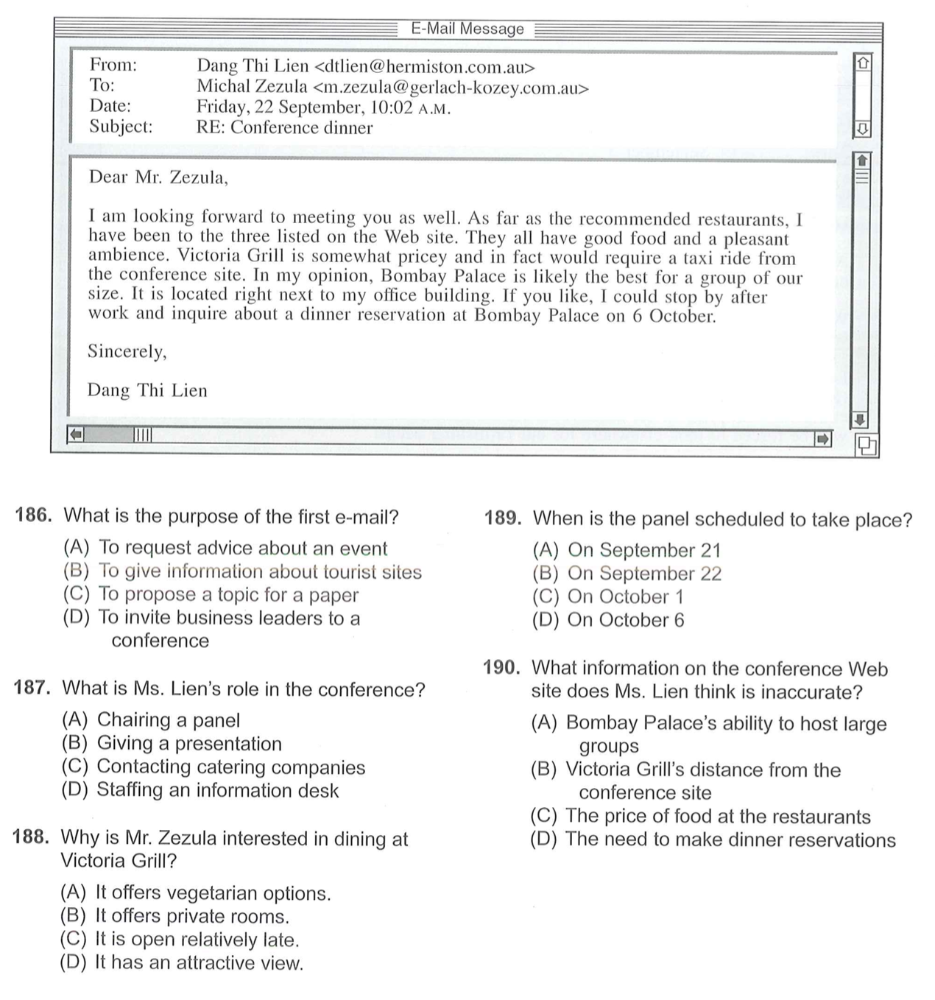 E-Mail Message
From: Dang Thi Lien <dtlien@hermiston.com.au>
To: Michal Zezula <m.zezula@gerlach-kozey.com.au>
Date: Friday, 22 September, 10:02 A.M.
Subject: RE: Conference dinner
Dear Mr. Zezula,
I am looking forward to meeting you as well. As far as the recommended restaurants, I
have been to the three listed on the Web site. They all have good food and a pleasant
ambience. Victoria Grill is somewhat pricey and in fact would require a taxi ride from
the conference site. In my opinion, Bombay Palace is likely the best for a group of our
size. It is located right next to my office building. If you like, I could stop by after
work and inquire about a dinner reservation at Bombay Palace on 6 October.
Sincerely,
Dang Thi Lien
186. What is the purpose of the first e-mail?
(A) To request advice about an event
(B) To give information about tourist sites
(C) To propose a topic for a paper
(D) To invite business leaders to a
conference
187. What is Ms. Lien's role in the conference?
(A) Chairing a panel
(B) Giving a presentation
(C) Contacting catering companies
(D) Staffing an information desk
188. Why is Mr. Zezula interested in dining at
Victoria Grill?
(A) It offers vegetarian options.
(B) It offers private rooms.
(C) It is open relatively late.
(D) It has an attractive view.
189. When is the panel scheduled to take place?
(A) On September 21
(B) On September 22
(C) On October 1
(D) On October 6
190. What information on the conference Web
site does Ms. Lien think is inaccurate?
(A) Bombay Palace's ability to host large
groups
(B) Victoria Grill's distance from the
conference site
(C) The price of food at the restaurants
(D) The need to make dinner reservations